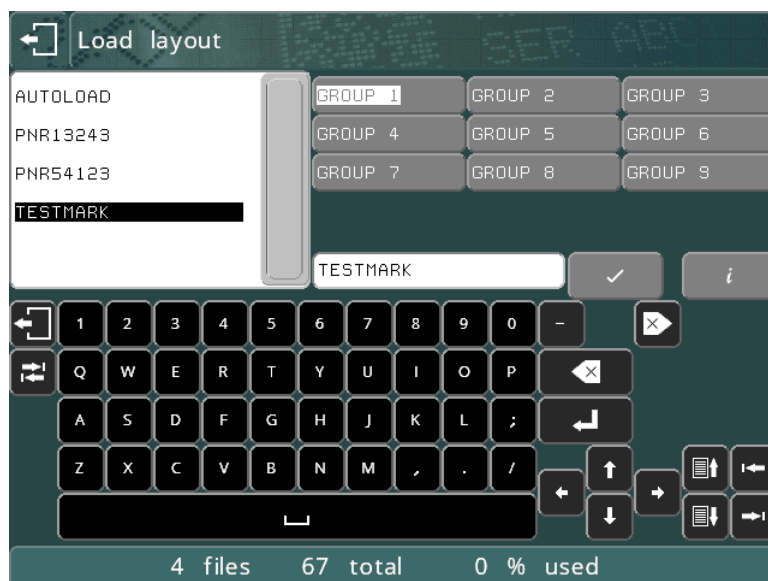 Load layout
AUTOLOAD
PNR13243
PNR54123
TESTMARK
GROUP 1 GROUP 2 GROUP 3
GROUP 4 GROUP 5 GROUP 6
GROUP 7 GROUP 8 GROUP 9
TESTMARK
i
1 2 3 4 5 6 7 8 9 0 -
Q W E R T Y U I O P
A S D F G H J K L ;
Z X C V B N M , . /
4 files 67 total 0 % used